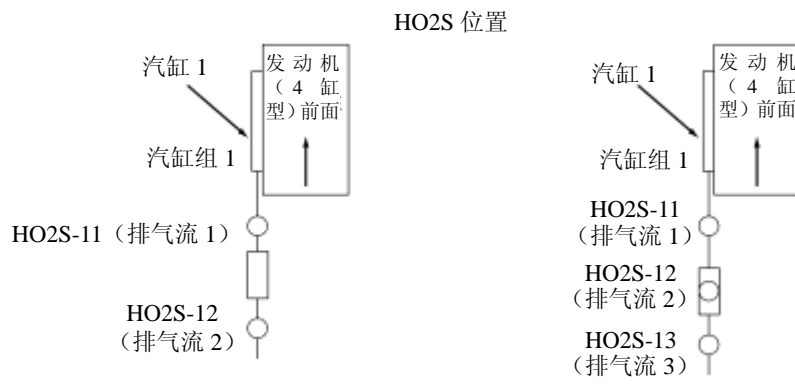 HO2S 位置
汽缸 1
发动机
（4 缸
型）前面
汽缸组 1
HO2S-11（排气流 1）
HO2S-12
（排气流 2）
汽缸 1
发动机
（4 缸
型）前面
汽缸组 1
HO2S-11
（排气流 1）
HO2S-12
（排气流 2）
HO2S-13
（排气流 3）